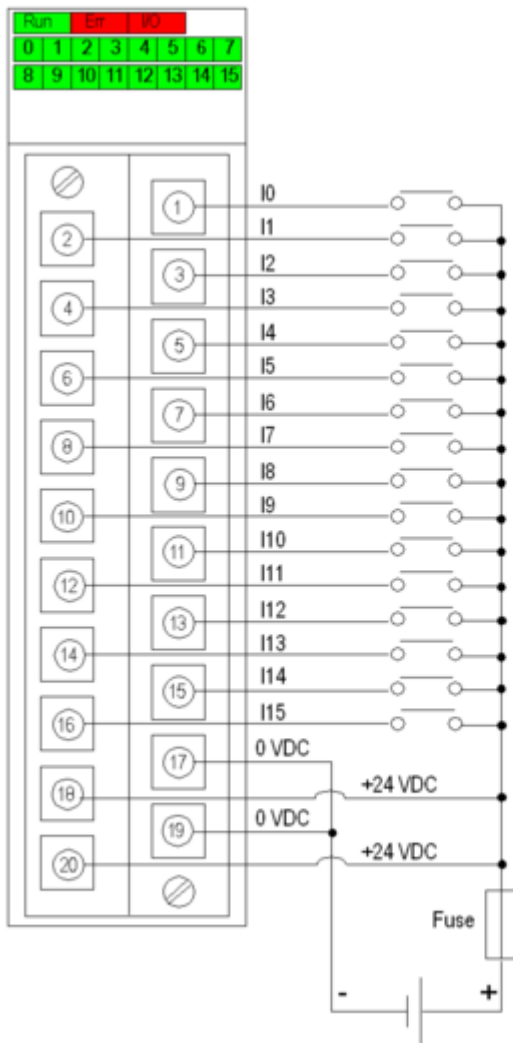 Run Err I/O
0 1 2 3 4 5 6 7
8 9 10 11 12 13 14 15
1 I0
2 I1
3 I2
4 I3
5 I4
6 I5
7 I6
8 I7
9 I8
10 I9
11 I10
12 I11
13 I12
14 I13
15 I14
16 I15
17 0 VDC
18 +24 VDC
19 0 VDC
20 +24 VDC
Fuse
- +